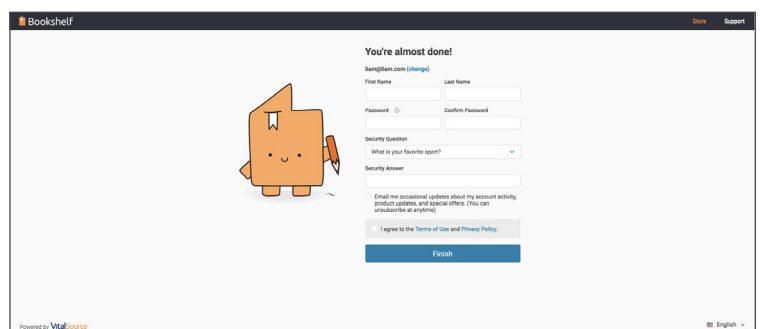 Bookshelf
Store Support
You're almost done!
liam@liam.com (change)
First Name Last Name
Password Confirm Password
Security Question
What is your favorite sport?
Security Answer
Email me occasional updates about my account activity,
product updates, and special offers. (You can
unsubscribe at anytime)
I agree to the Terms of Use and Privacy Policy.
Finish
Powered by VitalSource
English